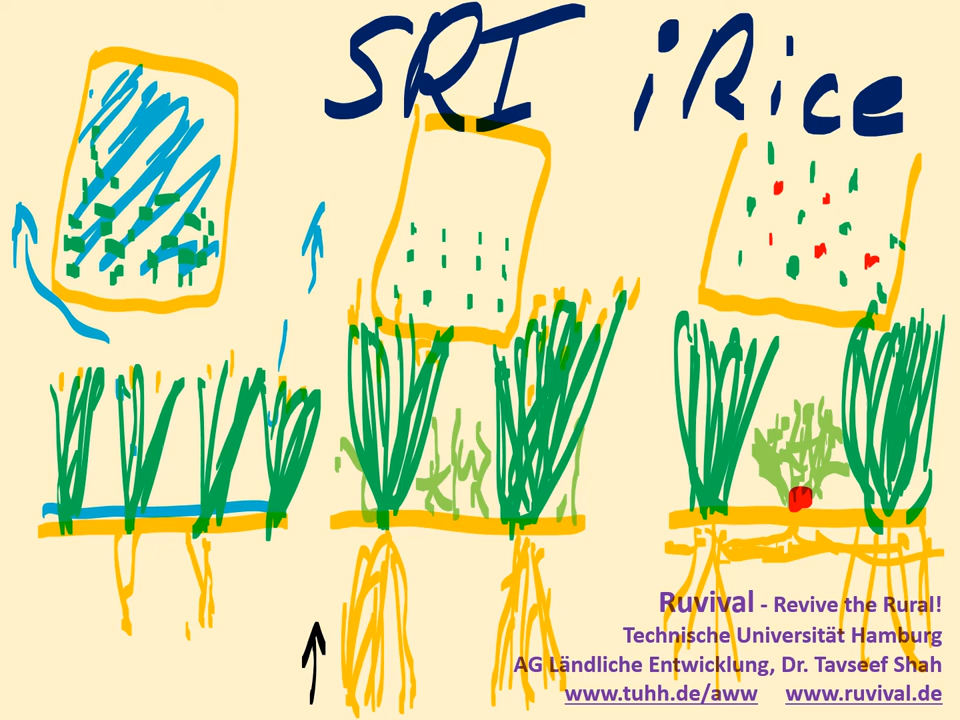 SRI iRice
Ruvival - Revive the Rural!
Technische Universität Hamburg
AG Ländliche Entwicklung, Dr. Tavseef Shah
www.tuhh.de/aww www.ruvival.de